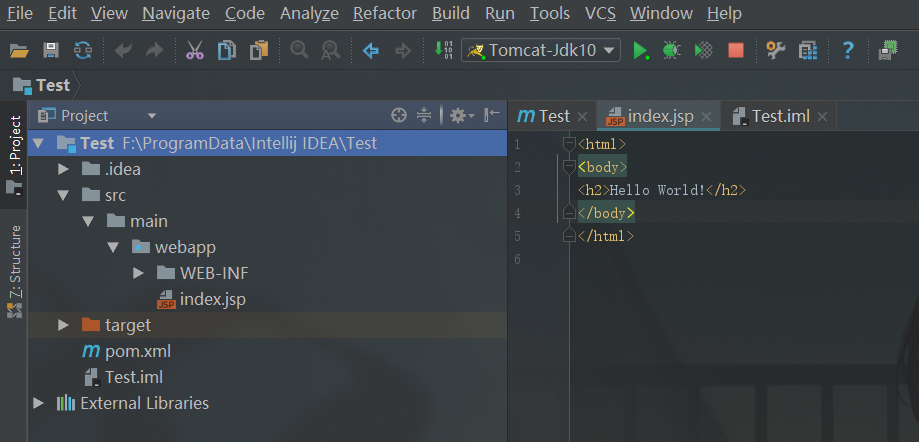 File Edit View Navigate Code Analyze Refactor Build Run Tools VCS Window Help
Tomcat-Jdk10
Test
1: Project
Z: Structure
Project
Test F:\ProgramData\Intellij IDEA\Test
.idea
src
main
webapp
WEB-INF
JSP index.jsp
target
m pom.xml
Test.iml
External Libraries
m Test JSP index.jsp Test.iml
1 <html>
2 <body>
3 <h2>Hello World!</h2>
4 </body>
5 </html>
6